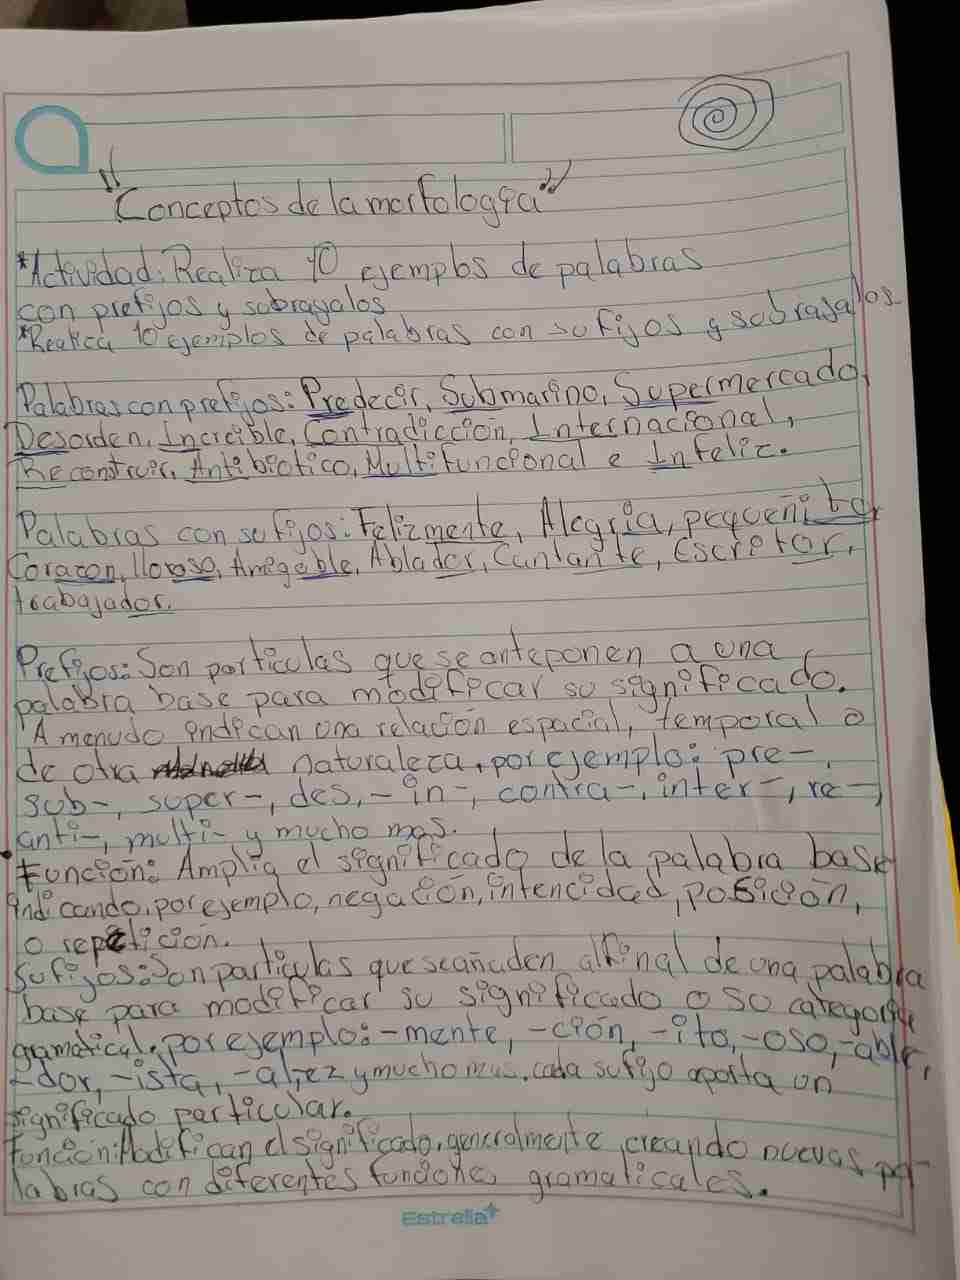 "Conceptos de la morfología"
*Actividad: Realiza 10 ejemplos de palabras
con prefijos y subrayalos
*Realica 10 ejemplos de palabras con sufijos y subrayalos.
Palabras con prefijos: Predecir, Submarino, Supermercado,
Desorden, Increible, Contradicción, Internacional,
Reconstruir, Antibiotico, Multifuncional e Infeliz.
Palabras con sufijos: Felizmente, Alegria, pequeñito,
Corazon, lloroso, Amigable, Ablador, Cantante, Escritor,
trabajador.
Prefijos: Son particulas que se anteponen a una
palabra base para modificar su significado.
A menudo indican una relación espacial, temporal o
de otra naturaleza, por ejemplo: pre-,
sub-, super-, des,- in-, contra-, inter-, re-,
anti-, multi- y mucho mas.
Función: Amplia el significado de la palabra base
indicando, por ejemplo, negación, intencidad, posición,
o repetición.
Sufijos: Son particulas que se añaden al final de una palabra
base para modificar su significado o su categoria
gramatical, por ejemplo: -mente, -ción, -ito, -oso, -able,
-dor, -ista, -al, ez y mucho mas. cada sufijo aporta un
significado particular.
función: Modifican el significado, generalmente creando nuevas pa-
labras con diferentes funciones gramaticales.
Estrella